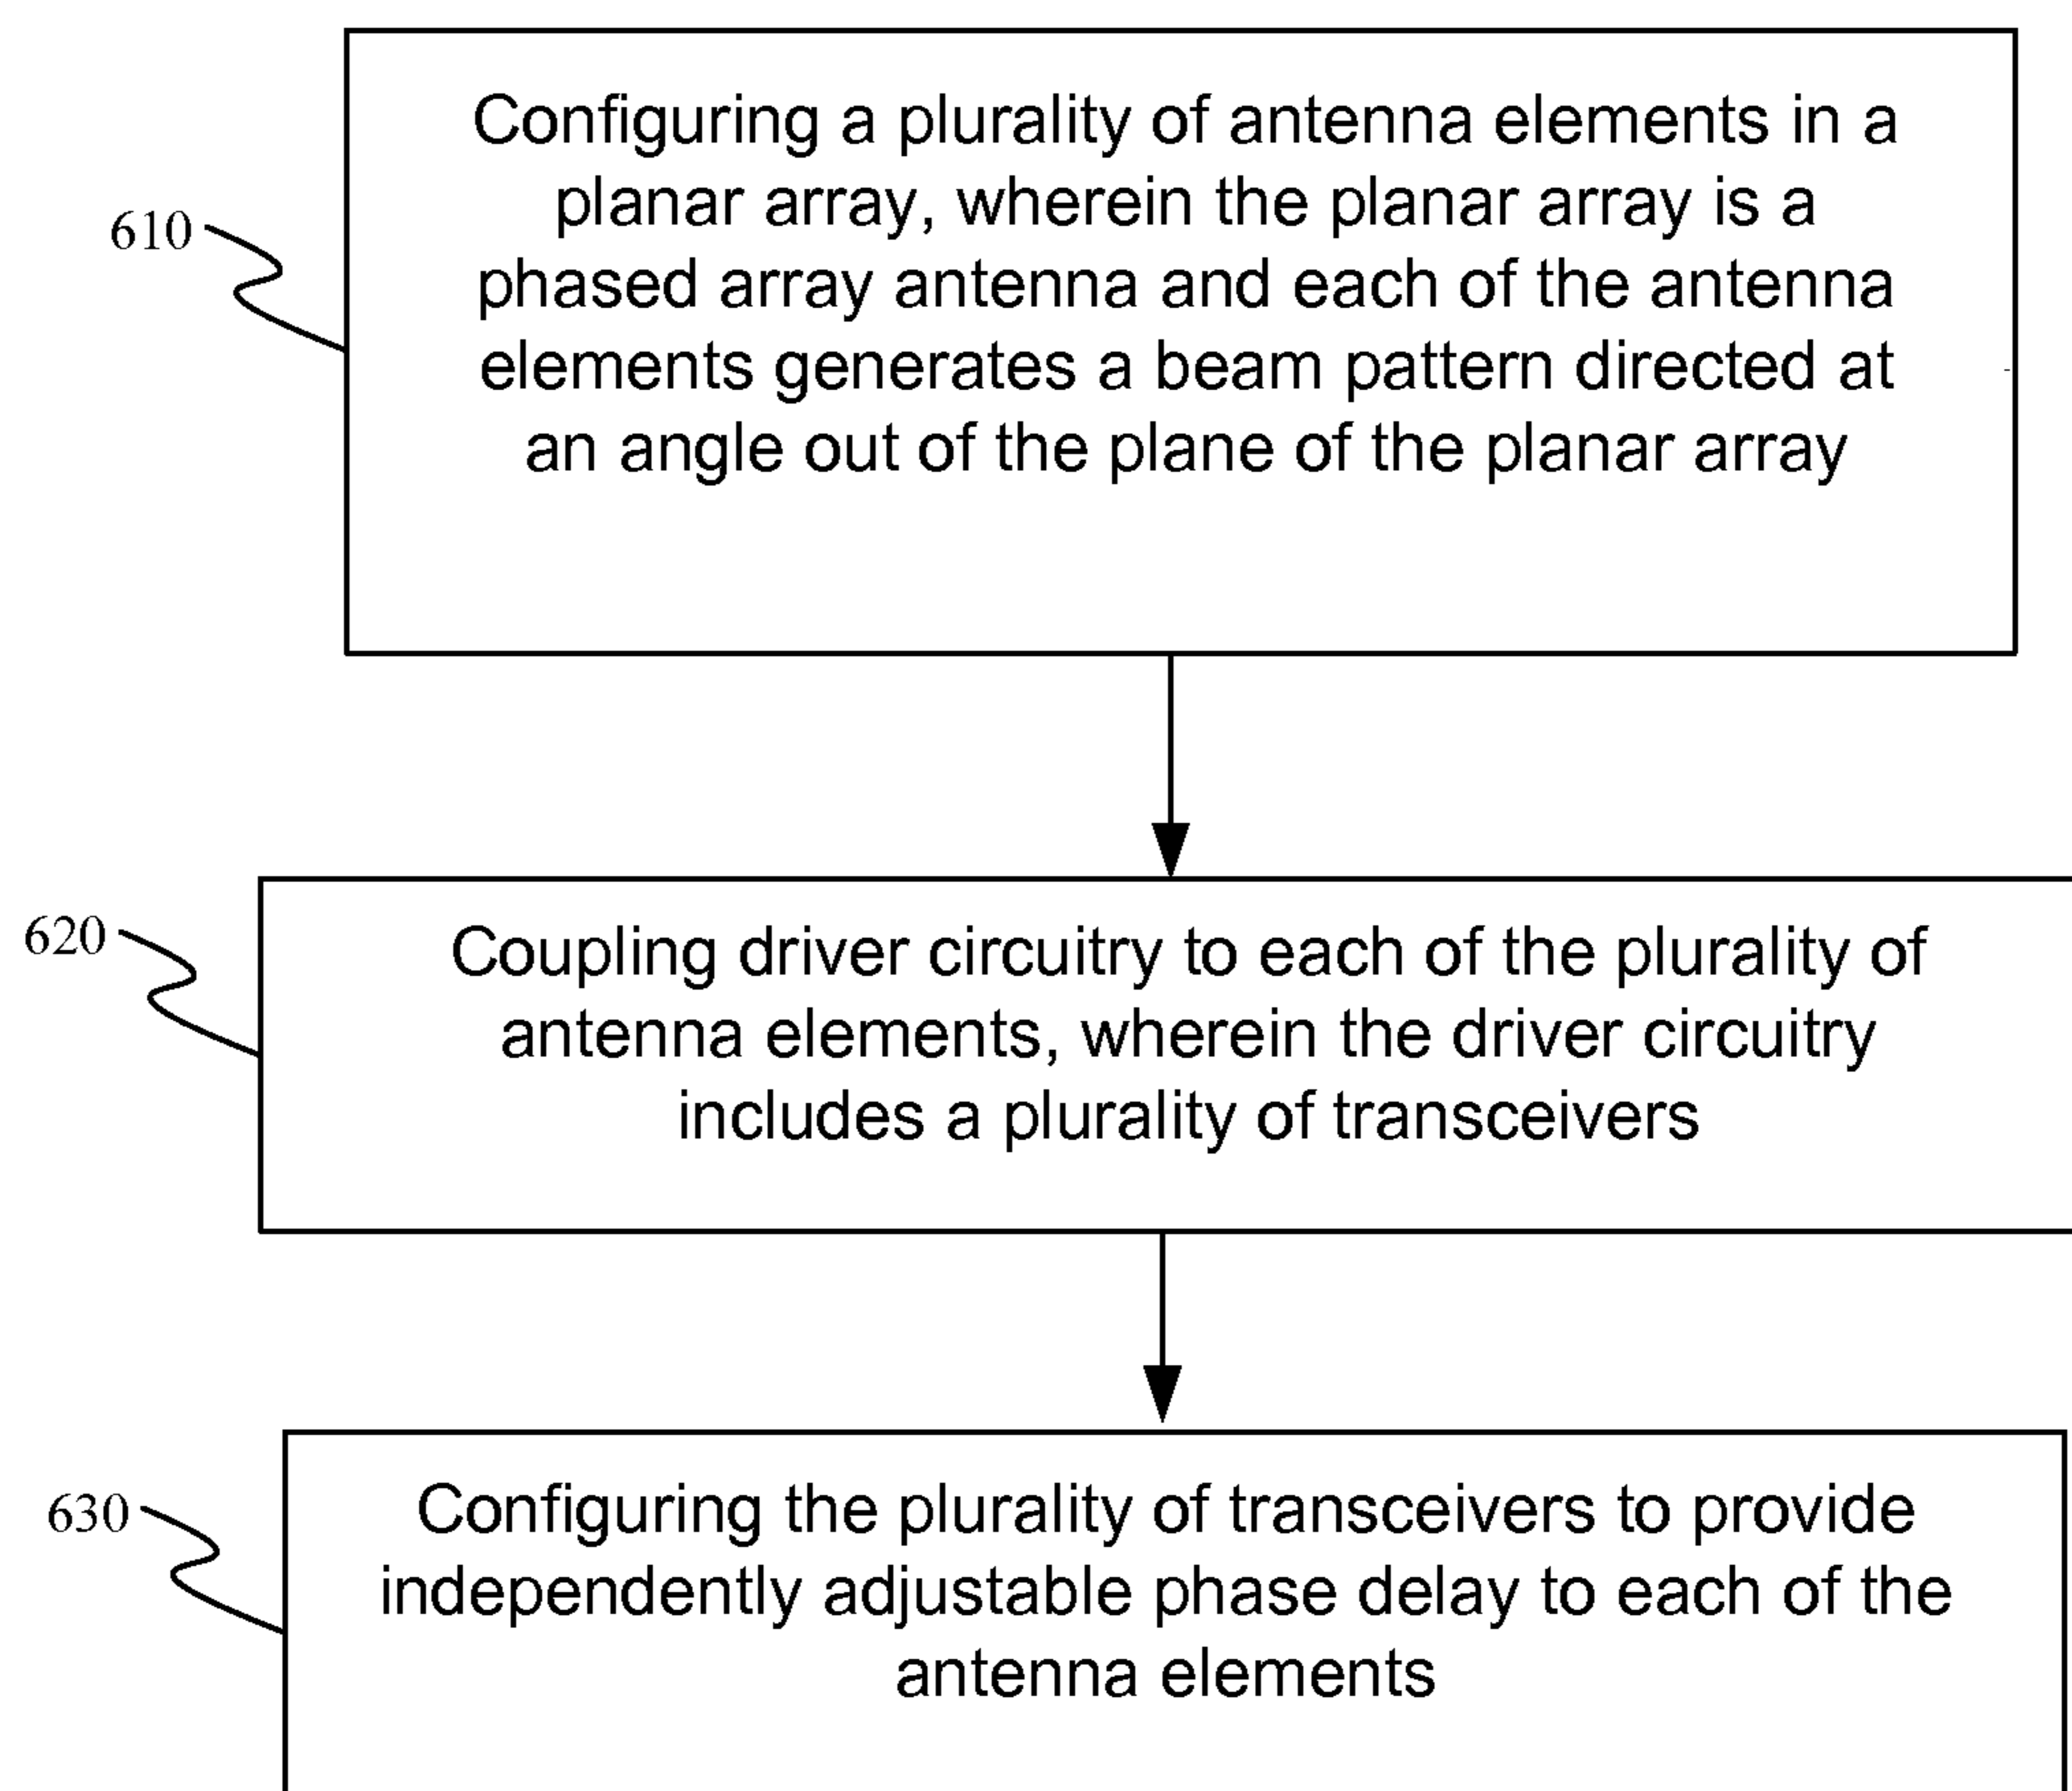 Configuring a plurality of antenna elements in a
planar array, wherein the planar array is a
phased array antenna and each of the antenna
elements generates a beam pattern directed at
an angle out of the plane of the planar array
610
Coupling driver circuitry to each of the plurality of
antenna elements, wherein the driver circuitry
includes a plurality of transceivers
620
Configuring the plurality of transceivers to provide
independently adjustable phase delay to each of the
antenna elements
630